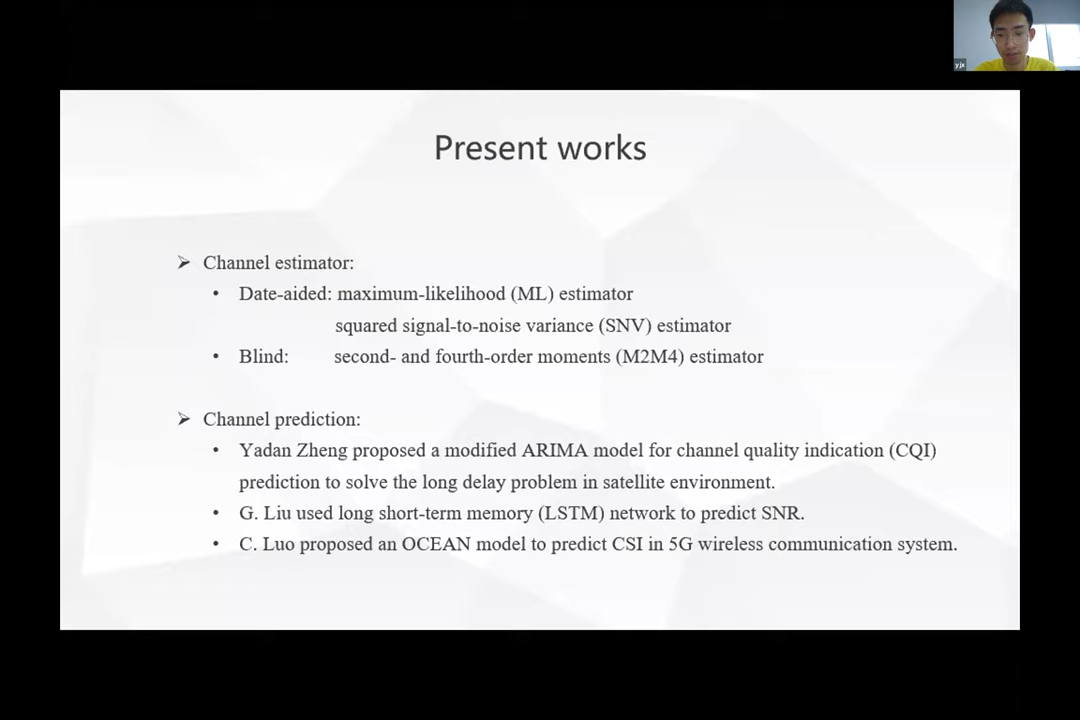 yjx
Present works
➢ Channel estimator:
• Date-aided: maximum-likelihood (ML) estimator
squared signal-to-noise variance (SNV) estimator
• Blind: second- and fourth-order moments (M2M4) estimator
➢ Channel prediction:
• Yadan Zheng proposed a modified ARIMA model for channel quality indication (CQI)
prediction to solve the long delay problem in satellite environment.
• G. Liu used long short-term memory (LSTM) network to predict SNR.
• C. Luo proposed an OCEAN model to predict CSI in 5G wireless communication system.